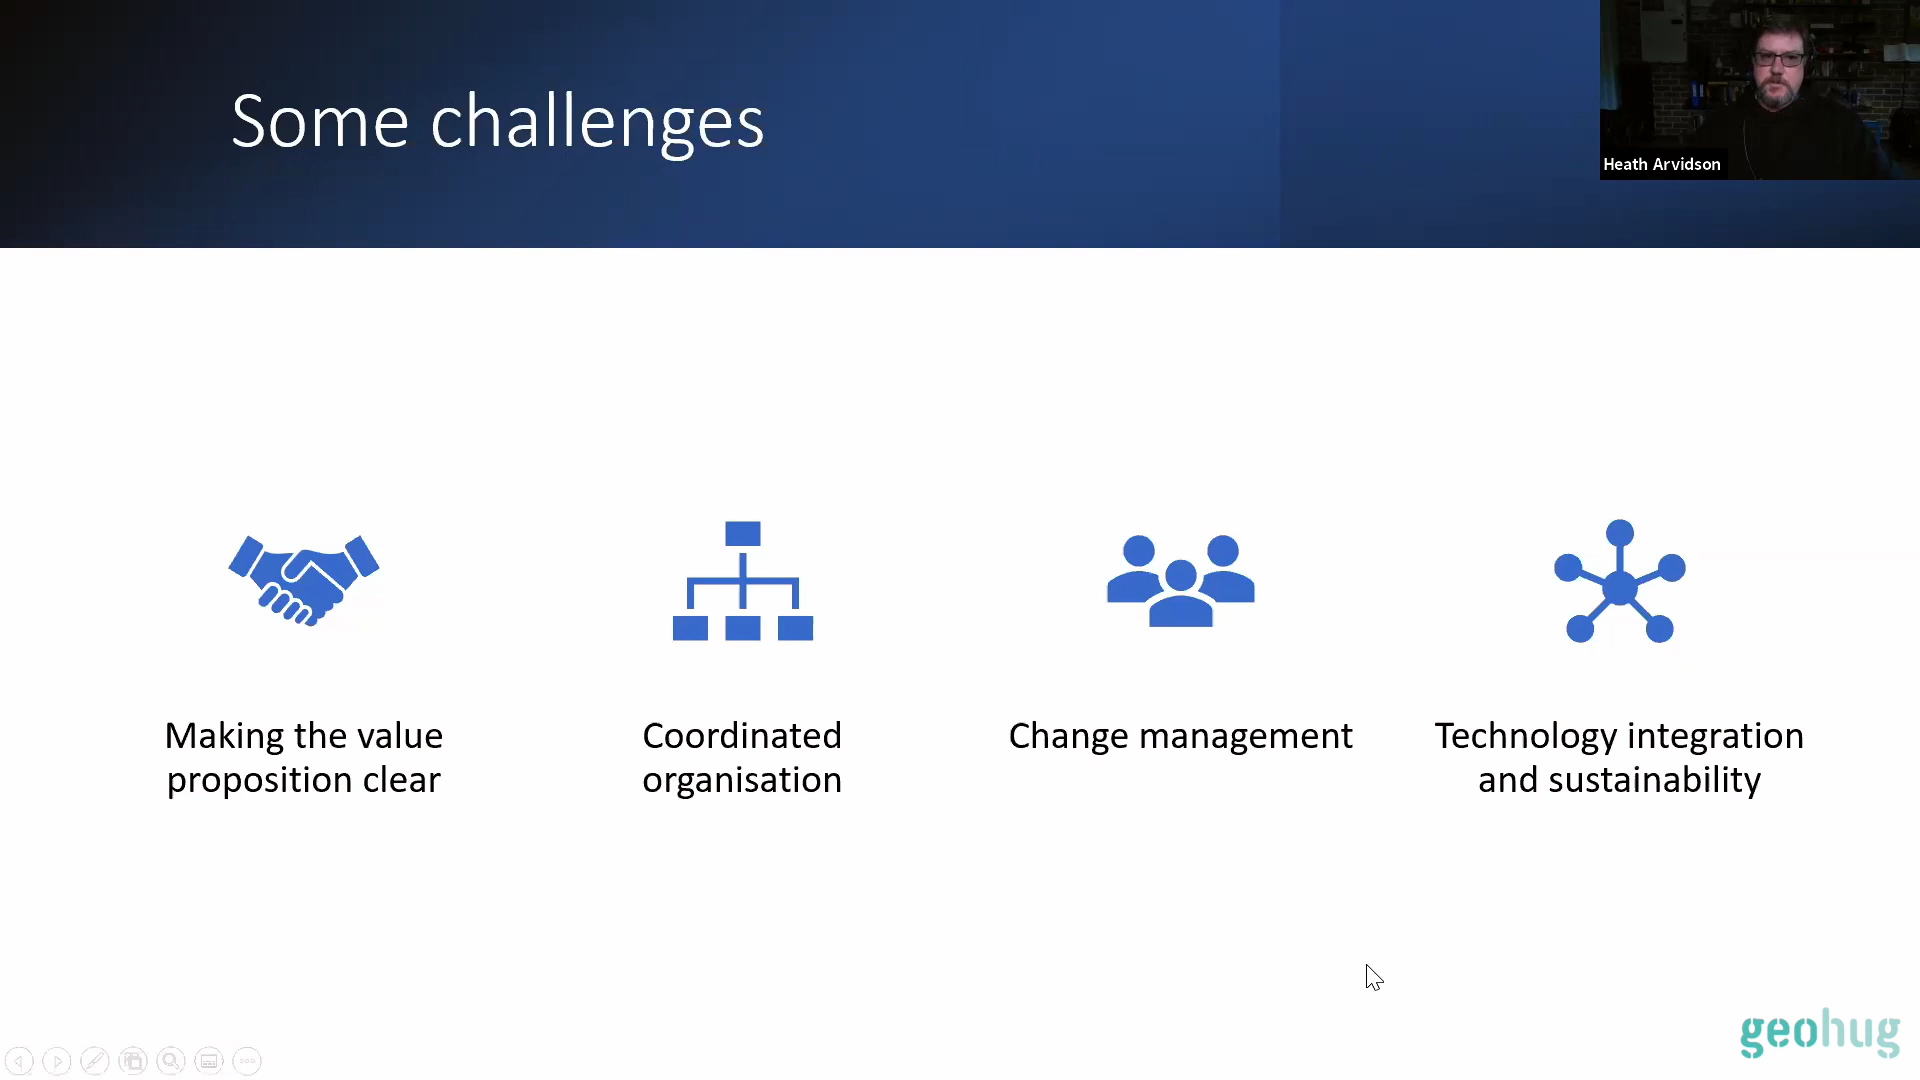 Some challenges
Heath Arvidson
Making the value
proposition clear
Coordinated
organisation
Change management
Technology integration
and sustainability
geohug